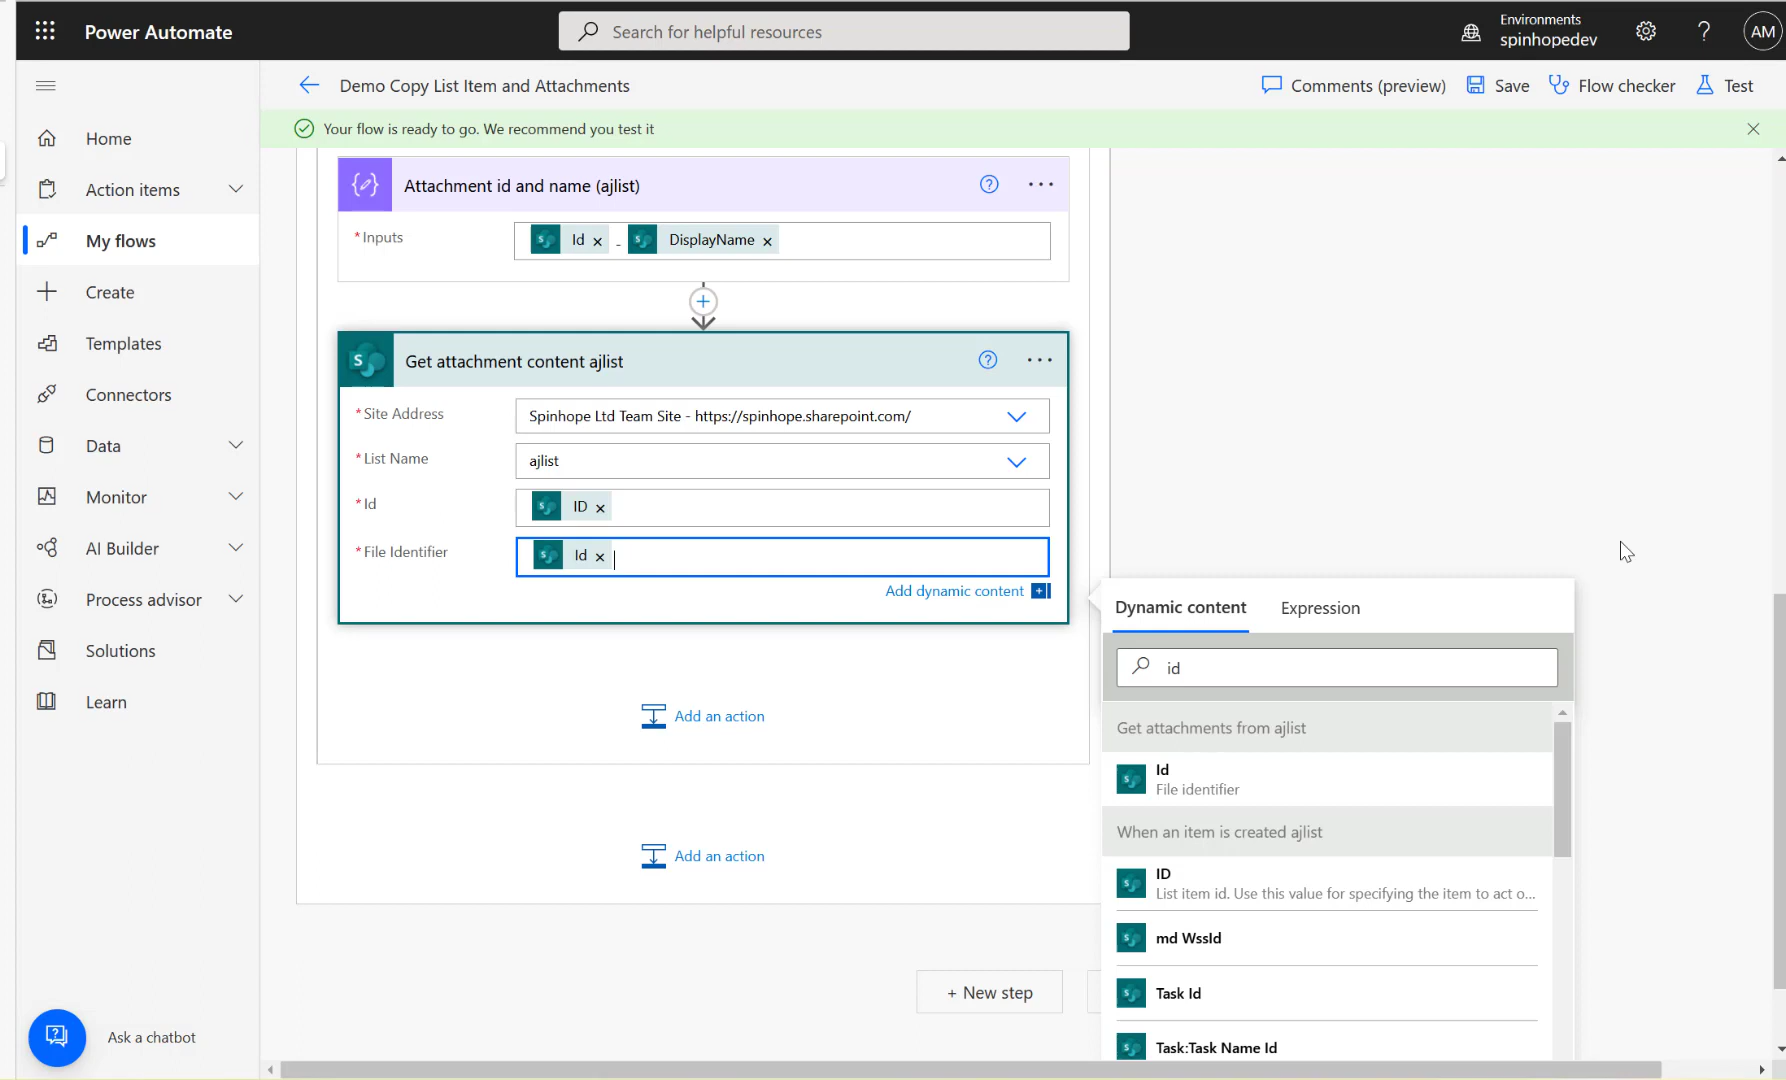 Power Automate
Search for helpful resources
Environments
spinhopedev
?
AM
Demo Copy List Item and Attachments
Comments (preview)
Save
Flow checker
Test
Your flow is ready to go. We recommend you test it
Home
Action items
My flows
Create
Templates
Connectors
Data
Monitor
AI Builder
Process advisor
Solutions
Learn
Ask a chatbot
Attachment id and name (ajlist)
* Inputs
Id × - DisplayName ×
Get attachment content ajlist
* Site Address
Spinhope Ltd Team Site - https://spinhope.sharepoint.com/
* List Name
ajlist
* Id
ID ×
* File Identifier
Id ×
Add dynamic content
Add an action
Add an action
+ New step
Dynamic content
Expression
id
Get attachments from ajlist
Id
File identifier
When an item is created ajlist
ID
List item id. Use this value for specifying the item to act o...
md WssId
Task Id
Task:Task Name Id